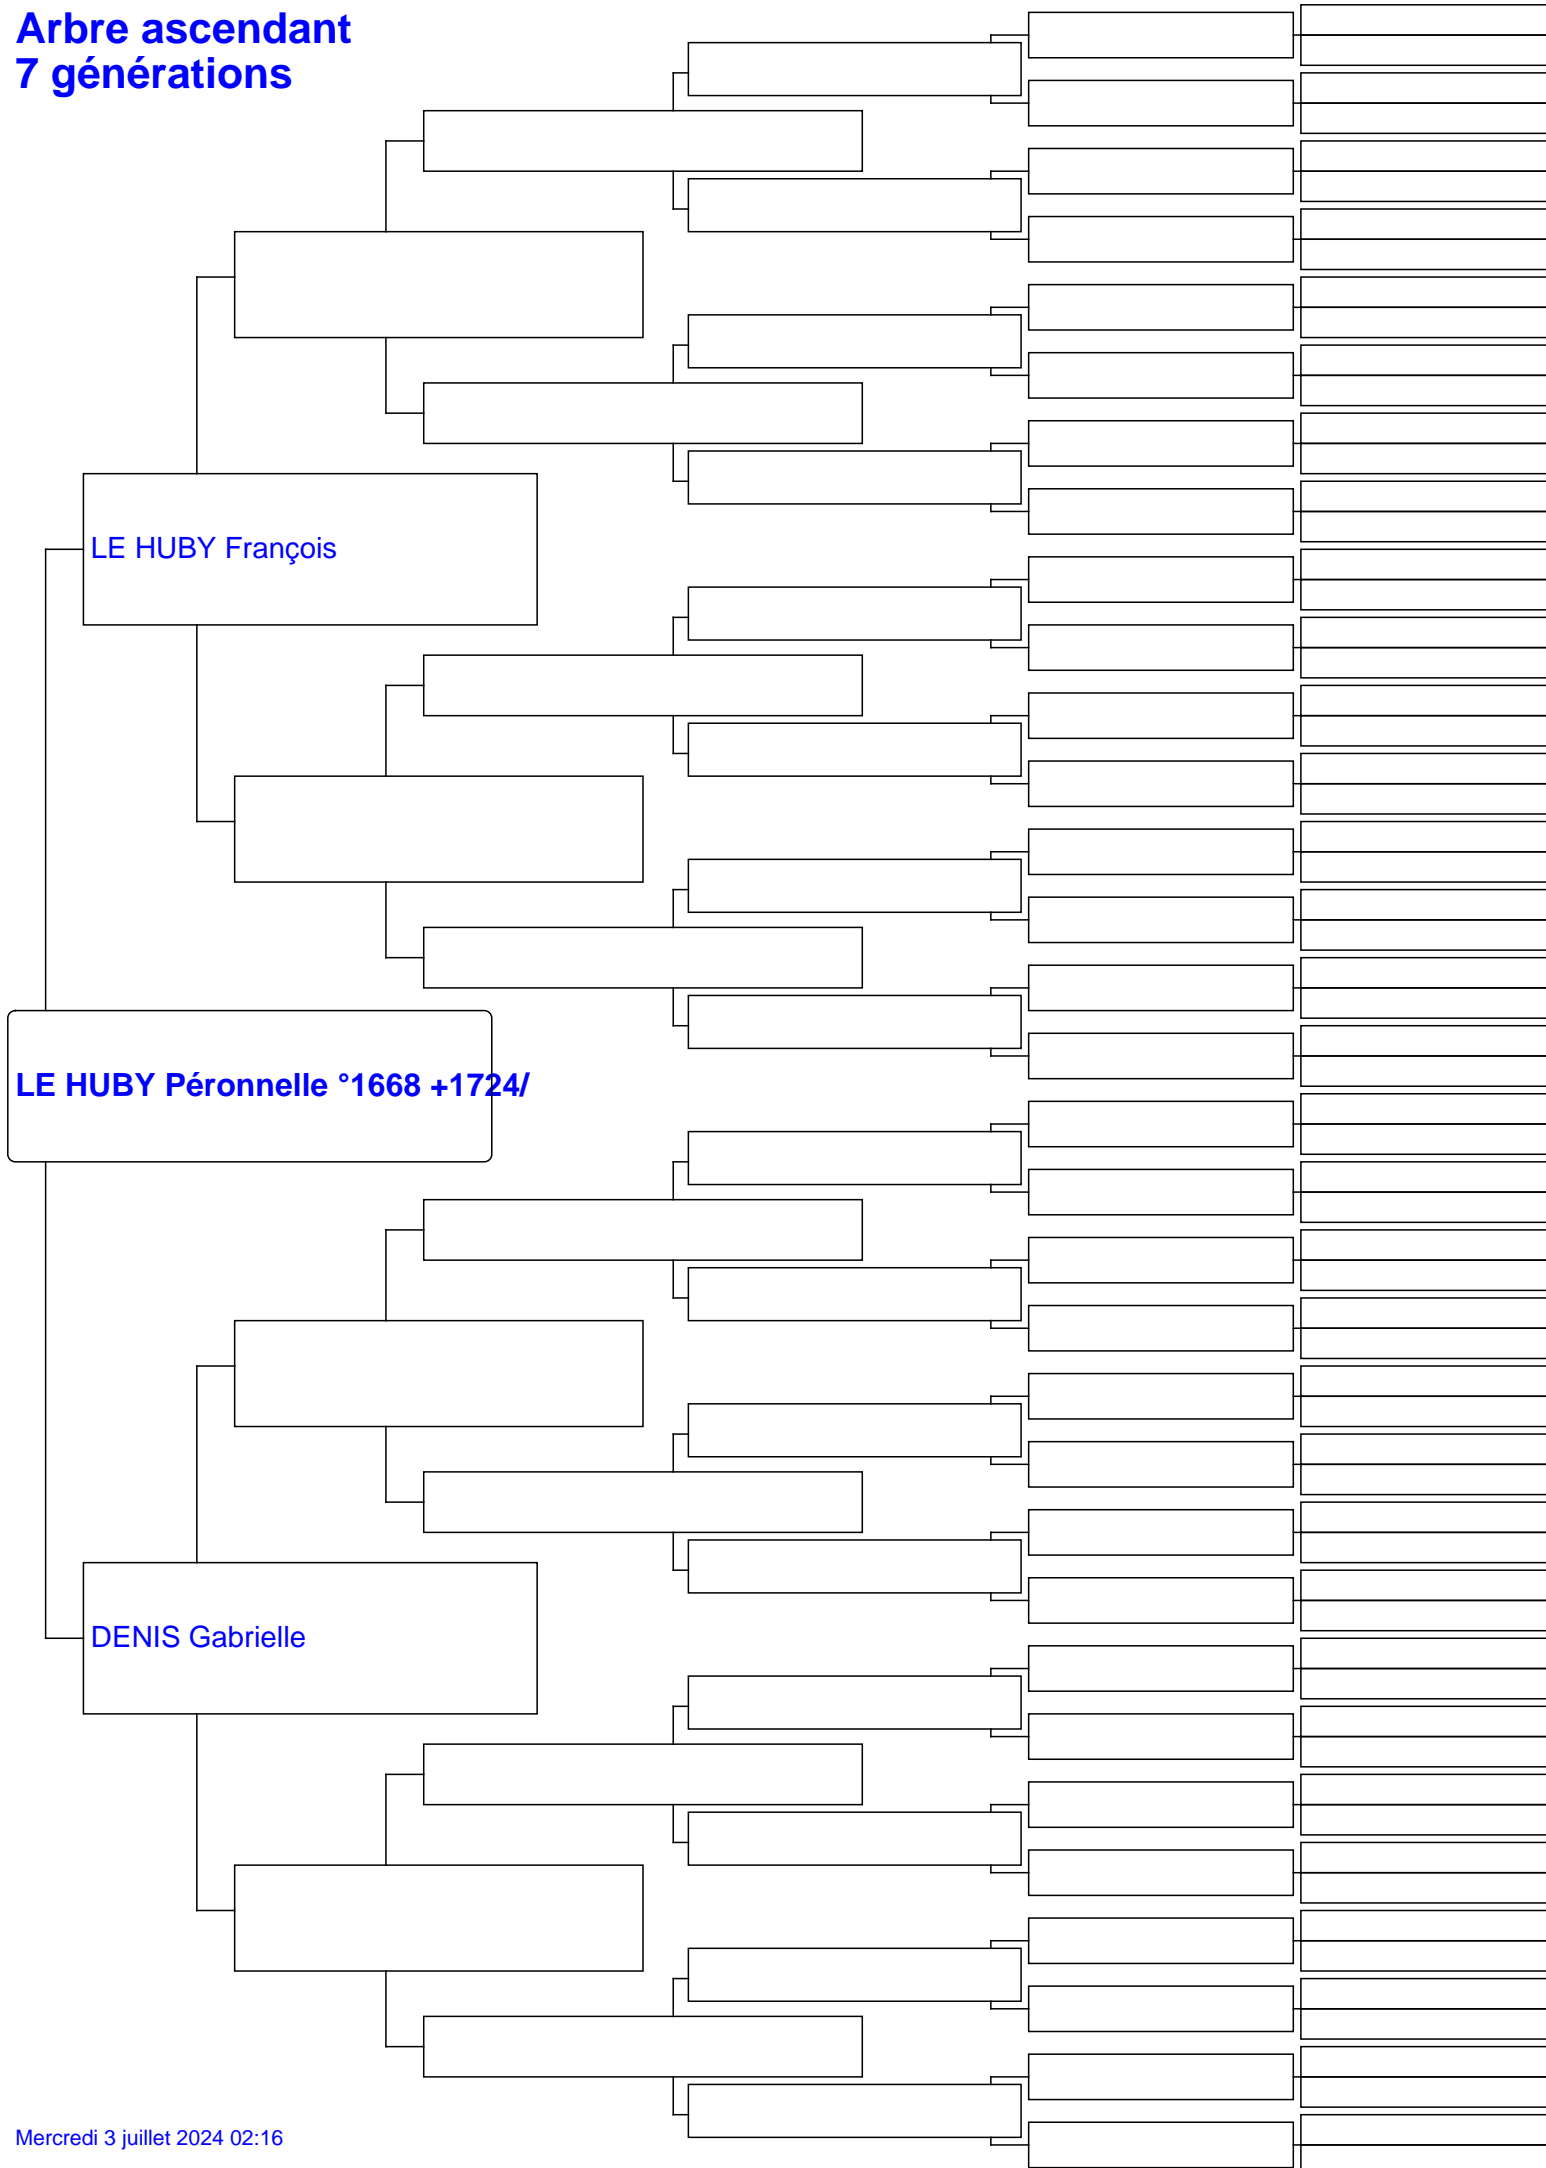 Arbre ascendant
7 générations
LE HUBY François
LE HUBY Péronnelle °1668 +1724/
DENIS Gabrielle
Mercredi 3 juillet 2024 02:16